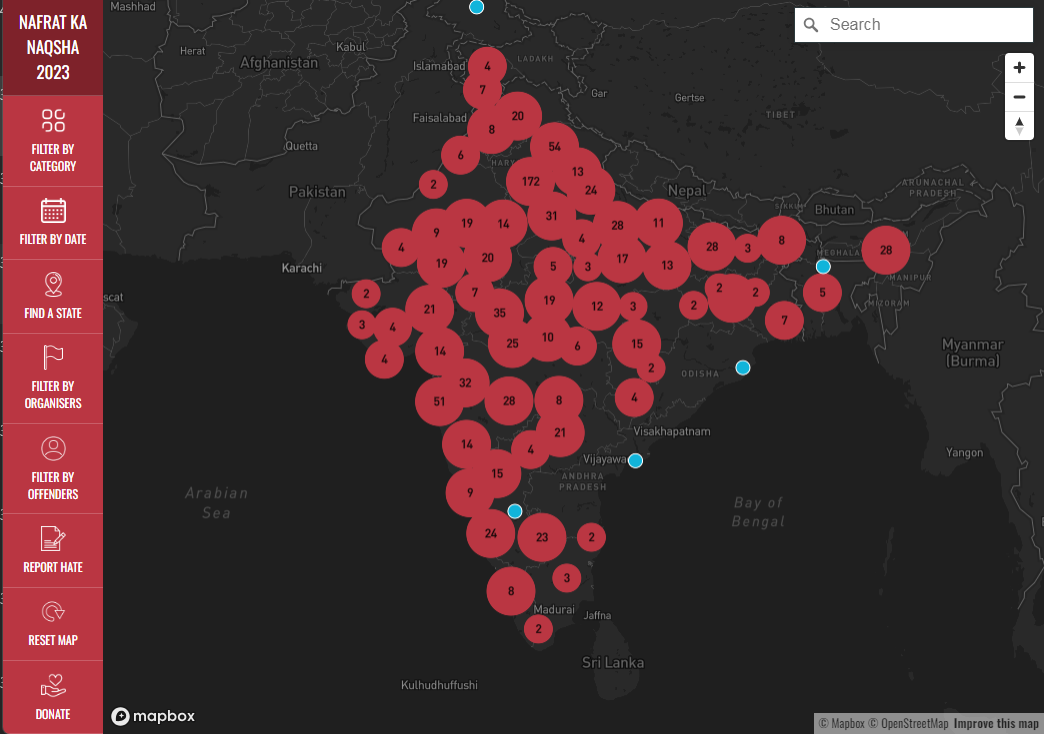 NAFRAT KA
NAQSHA
2023
FILTER BY
CATEGORY
FILTER BY DATE
FIND A STATE
FILTER BY
ORGANISERS
FILTER BY
OFFENDERS
REPORT HATE
RESET MAP
DONATE
Search
Mashhad
Herat
Kabul
Afghanistan
Islamabad
LADAKH
4
7
Gar
Gertse
TIBET
Faisalabad
20
8
Quetta
54
6
HARY
13
172
24
2
Pakistan
Nepal
ARUNACHAL
PRADESH
SIKKIM
Bhutan
31
28
11
19
14
9
4
4
28
3
8
28
MEGHALA
MANIPUR
Karachi
19
20
5
3
17
13
scat
2
7
21
35
19
12
3
2
2
2
5
MIZORAM
7
3
4
4
14
25
10
6
15
2
ODISHA
Myanmar
(Burma)
32
51
28
8
4
21
Visakhapatnam
14
4
15
Vijayawa
ANDHRA
PRADESH
Yangon
9
Arabian
Sea
Bay of
Bengal
24
23
2
8
3
Madurai
Jaffna
2
Sri Lanka
Kulhudhuffushi
mapbox
© Mapbox © OpenStreetMap Improve this map